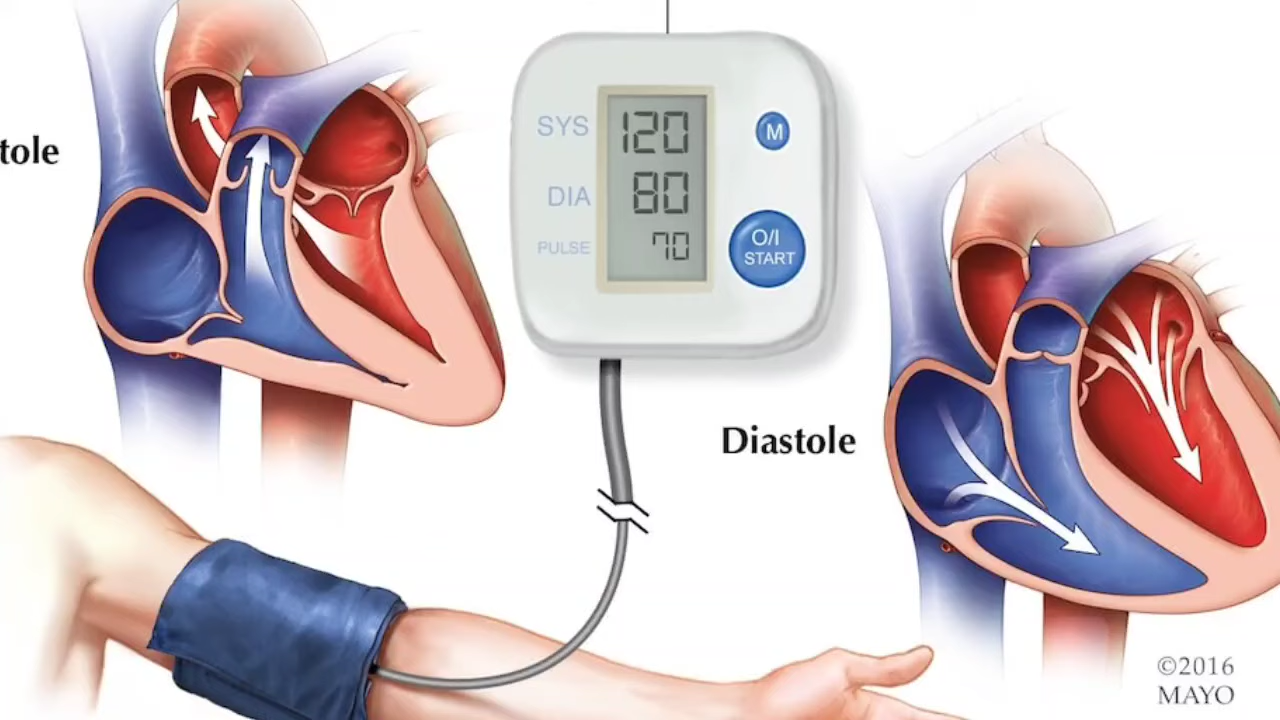 tole
SYS 120
DIA 80
PULSE 70
M
O/I
START
Diastole
©2016
MAYO